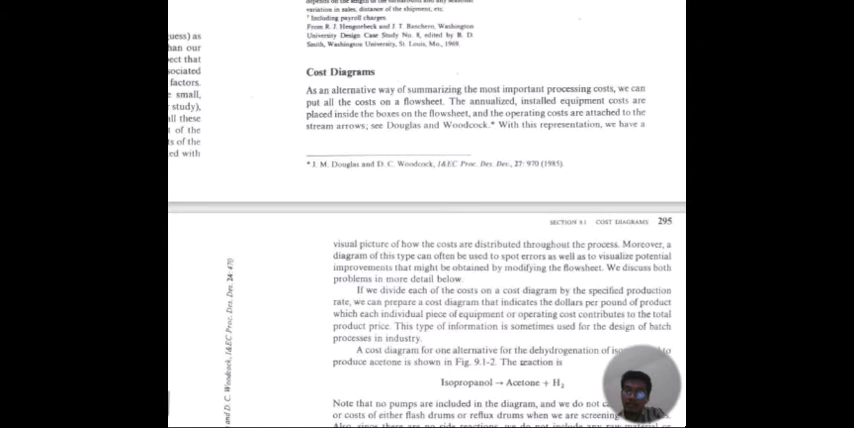 variation in sales, distance of the shipment, etc.
Including payroll charges.
From R. J. Hengstebeck and J. T. Banchero, Washington
University Design Case Study No. 8, edited by B. D.
Smith, Washington University, St. Louis, Mo., 1969.
guess) as
han our
ect that
sociated
factors.
e small,
study),
all these
t of the
ts of the
ed with
Cost Diagrams
As an alternative way of summarizing the most important processing costs, we can
put all the costs on a flowsheet. The annualized, installed equipment costs are
placed inside the boxes on the flowsheet, and the operating costs are attached to the
stream arrows; see Douglas and Woodcock.* With this representation, we have a
* J. M. Douglas and D. C. Woodcock, I&EC Proc. Des. Dev., 27: 970 (1985).
SECTION 9.1 COST DIAGRAMS 295
visual picture of how the costs are distributed throughout the process. Moreover, a
diagram of this type can often be used to spot errors as well as to visualize potential
improvements that might be obtained by modifying the flowsheet. We discuss both
problems in more detail below.
If we divide each of the costs on a cost diagram by the specified production
rate, we can prepare a cost diagram that indicates the dollars per pound of product
which each individual piece of equipment or operating cost contributes to the total
product price. This type of information is sometimes used for the design of batch
processes in industry.
A cost diagram for one alternative for the dehydrogenation of iso to
produce acetone is shown in Fig. 9.1-2. The reaction is
Isopropanol → Acetone + H₂
Note that no pumps are included in the diagram, and we do not
or costs of either flash drums or reflux drums when we are screening
and D. C. Woodcock, I&EC Proc. Des. Dev. 24: 470